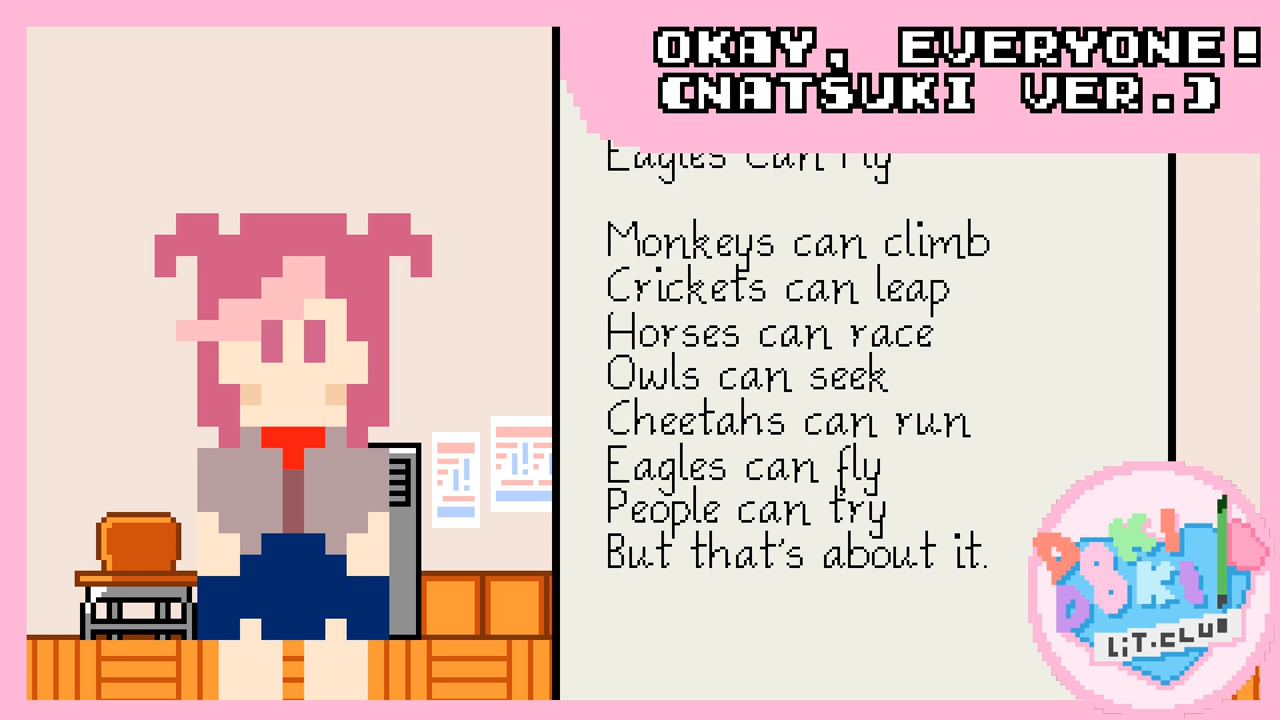 OKAY, EVERYONE!
(NATSUKI VER.)
Eagles Can Fly
Monkeys can climb
Crickets can leap
Horses can race
Owls can seek
Cheetahs can run
Eagles can fly
People can try
But that's about it.
DOKI
DOKI
LiT.CLUB